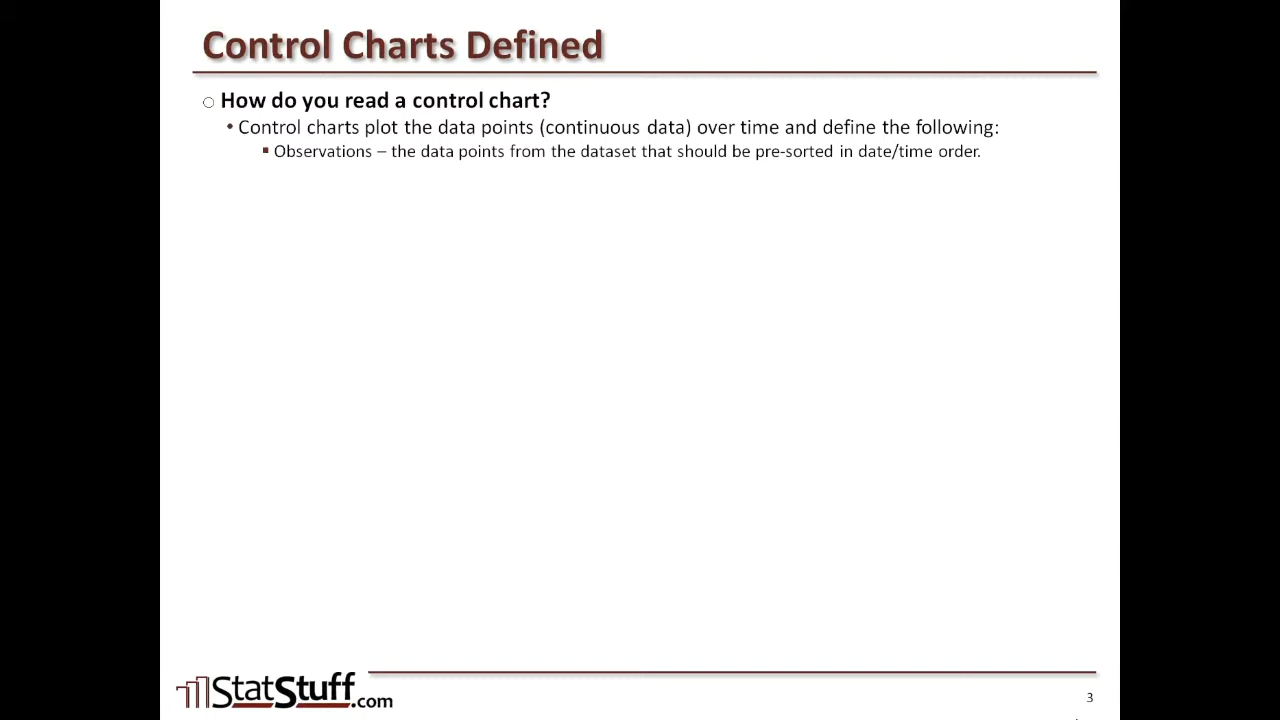 Control Charts Defined
How do you read a control chart?
• Control charts plot the data points (continuous data) over time and define the following:
▪ Observations – the data points from the dataset that should be pre-sorted in date/time order.
StatStuff.com
3